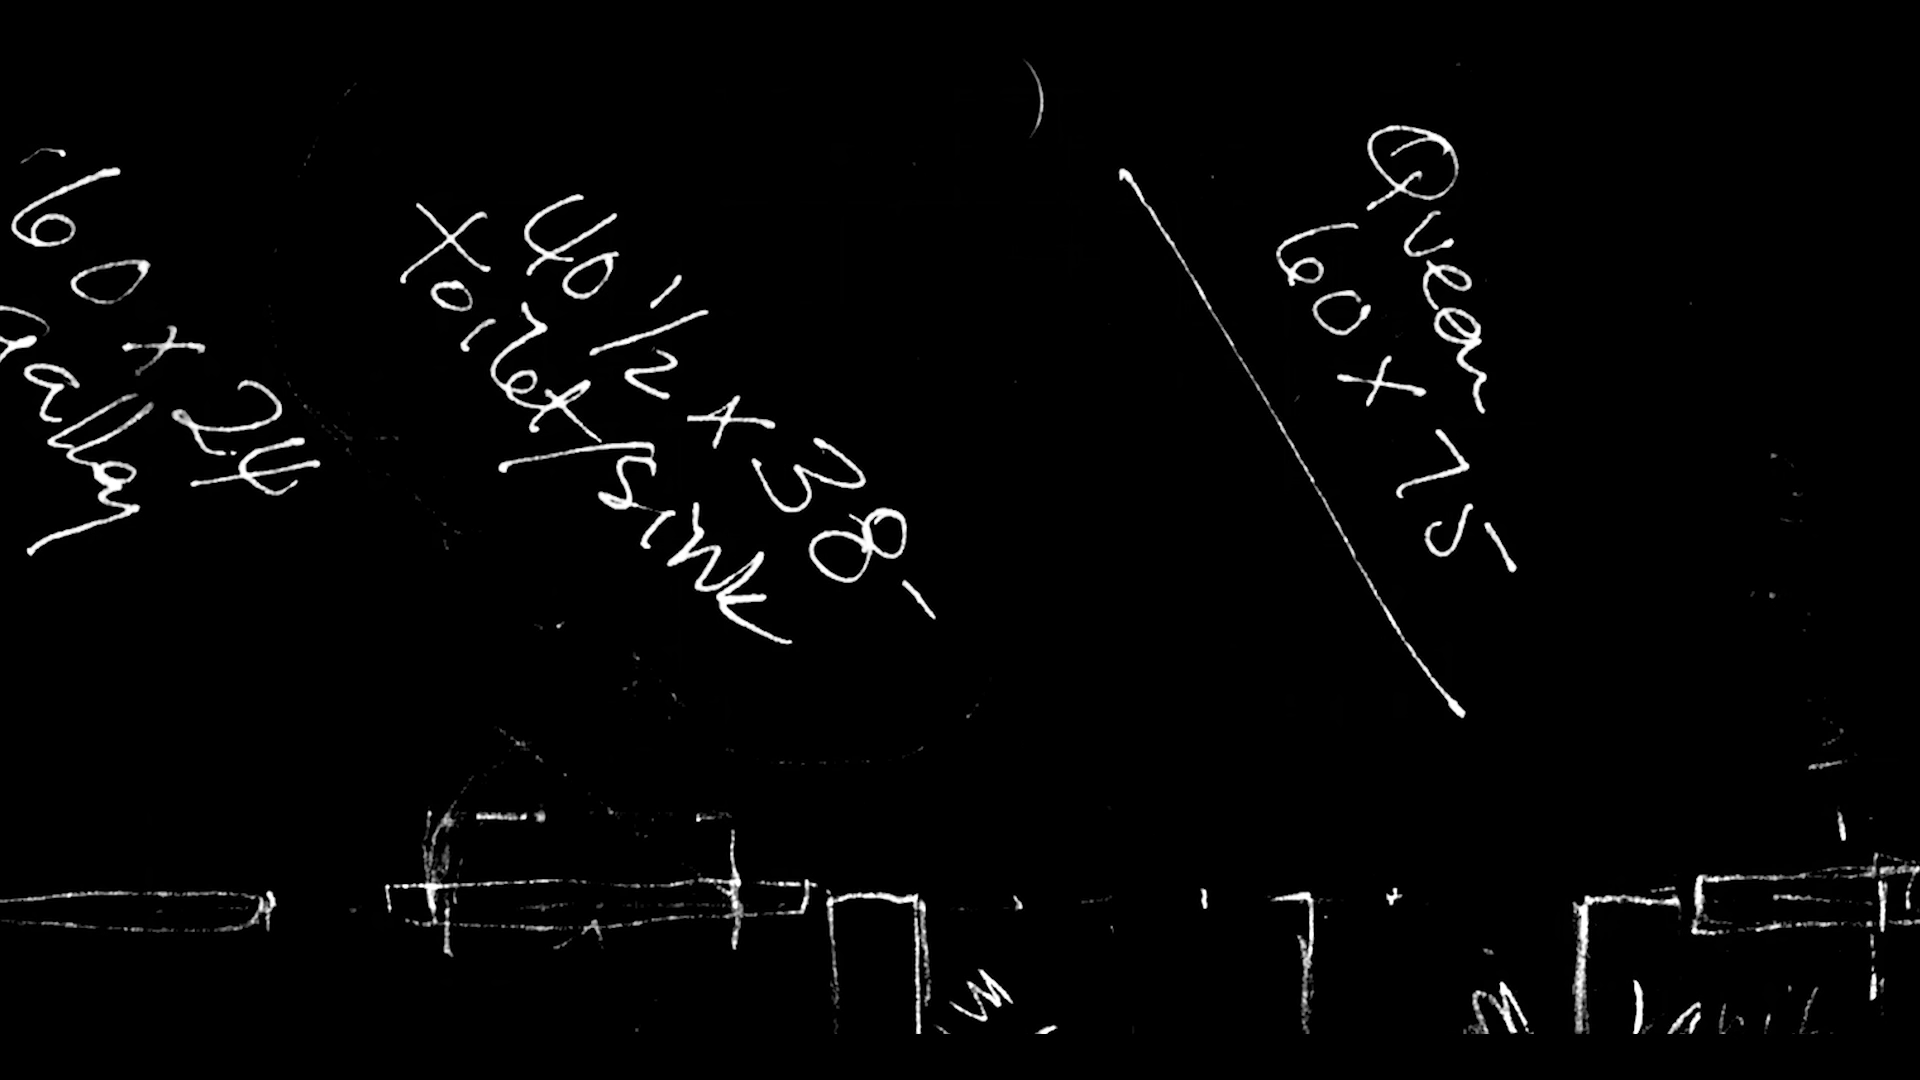 60 x 24
galley
40 1/2 x 38
toilet/sink
Queen
60 x 75